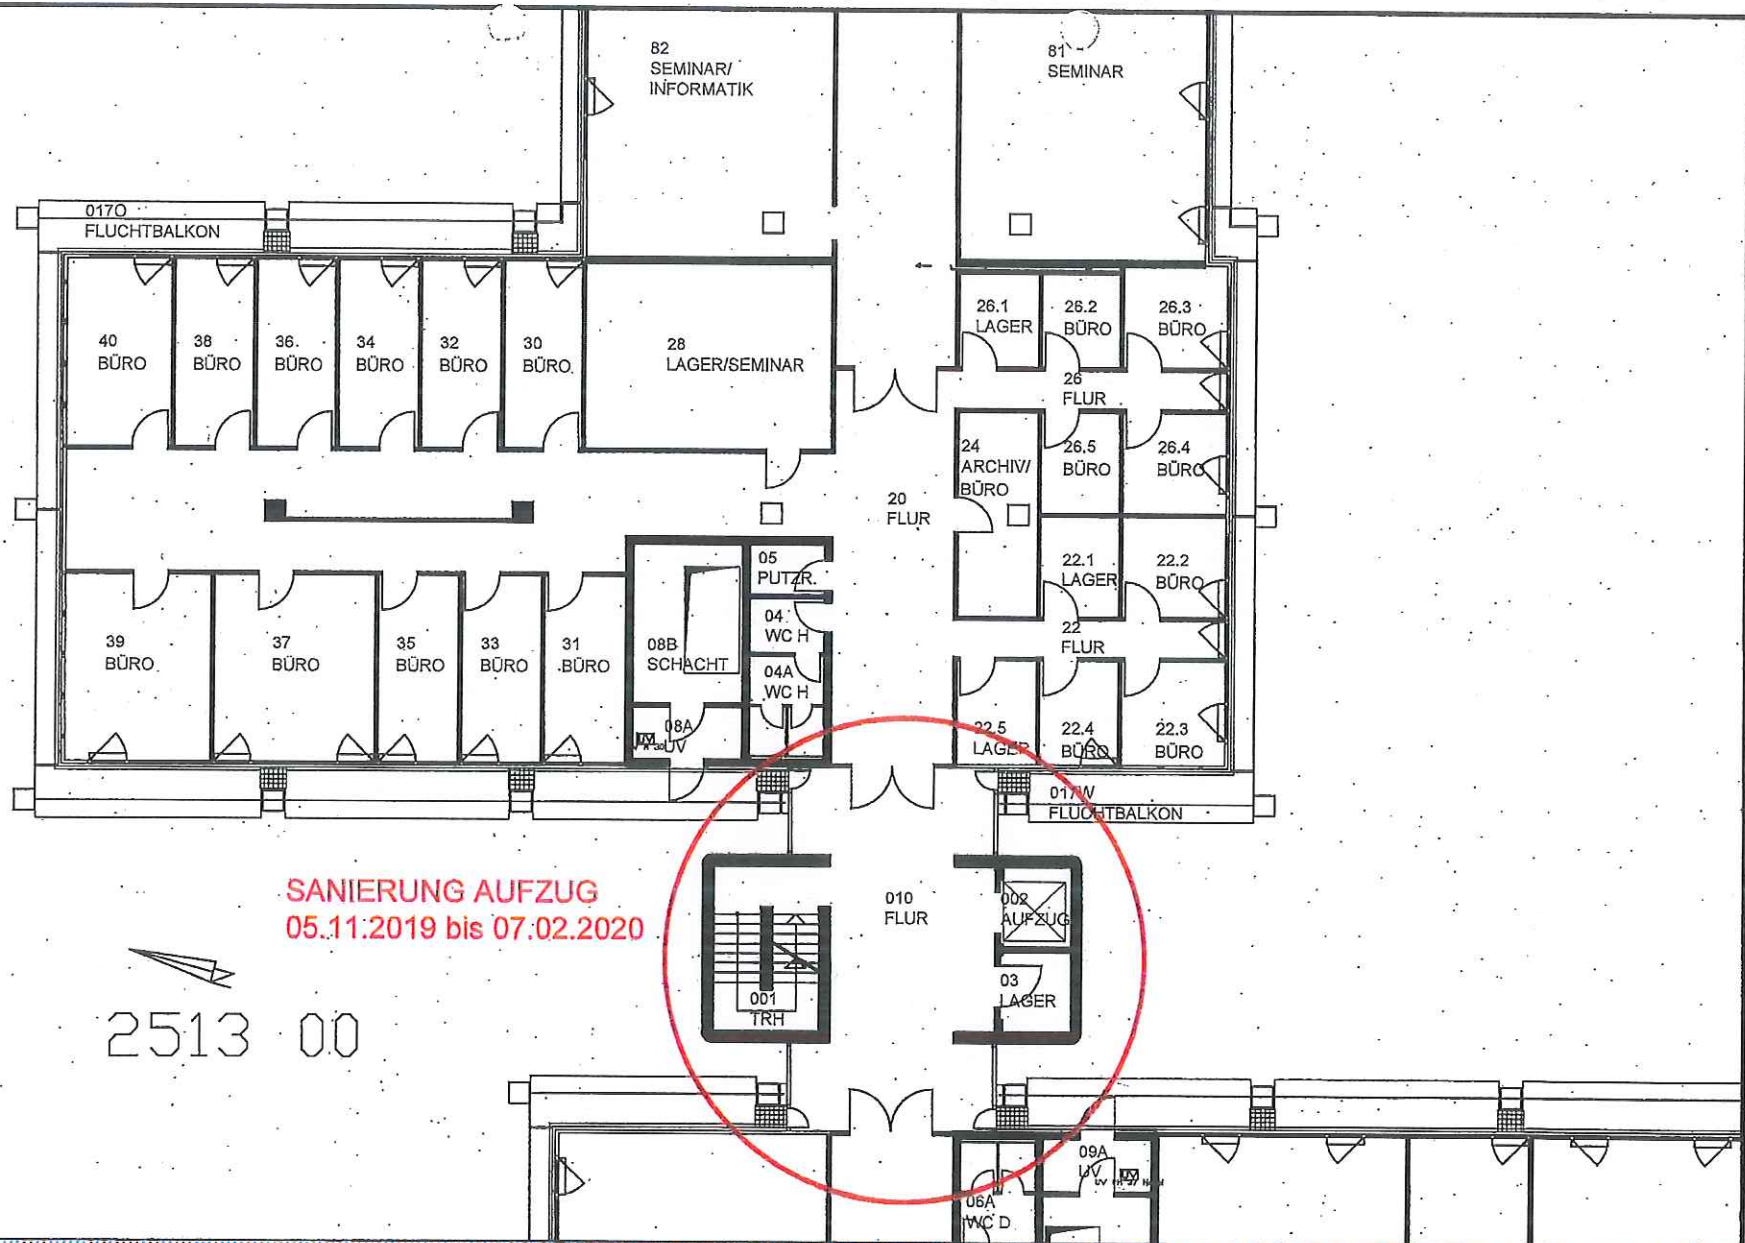 82
SEMINAR/
INFORMATIK
81
SEMINAR
017O
FLUCHTBALKON
40
BÜRO
38
BÜRO
36.
BÜRO
34
BÜRO
32
BÜRO
30
BÜRO
28
LAGER/SEMINAR
26.1
LAGER
26.2
BÜRO
26.3
BÜRO
26
FLUR
24
ARCHIV/
BÜRO
26.5
BÜRO
26.4
BÜRO
20
FLUR
05
PUTZR.
22.1
LAGER
22.2
BÜRO
39
BÜRO
37
BÜRO
35
BÜRO
33
BÜRO
31
BÜRO
08B
SCHACHT
04
WC H
04A
WC H
22
FLUR
08A
UV
22.5
LAGER
22.4
BÜRO
22.3
BÜRO
017W
FLUCHTBALKON
SANIERUNG AUFZUG
05.11.2019 bis 07.02.2020
010
FLUR
002
AUFZUG
03
LAGER
001
TRH
2513 00
09A
UV
06A
WC D